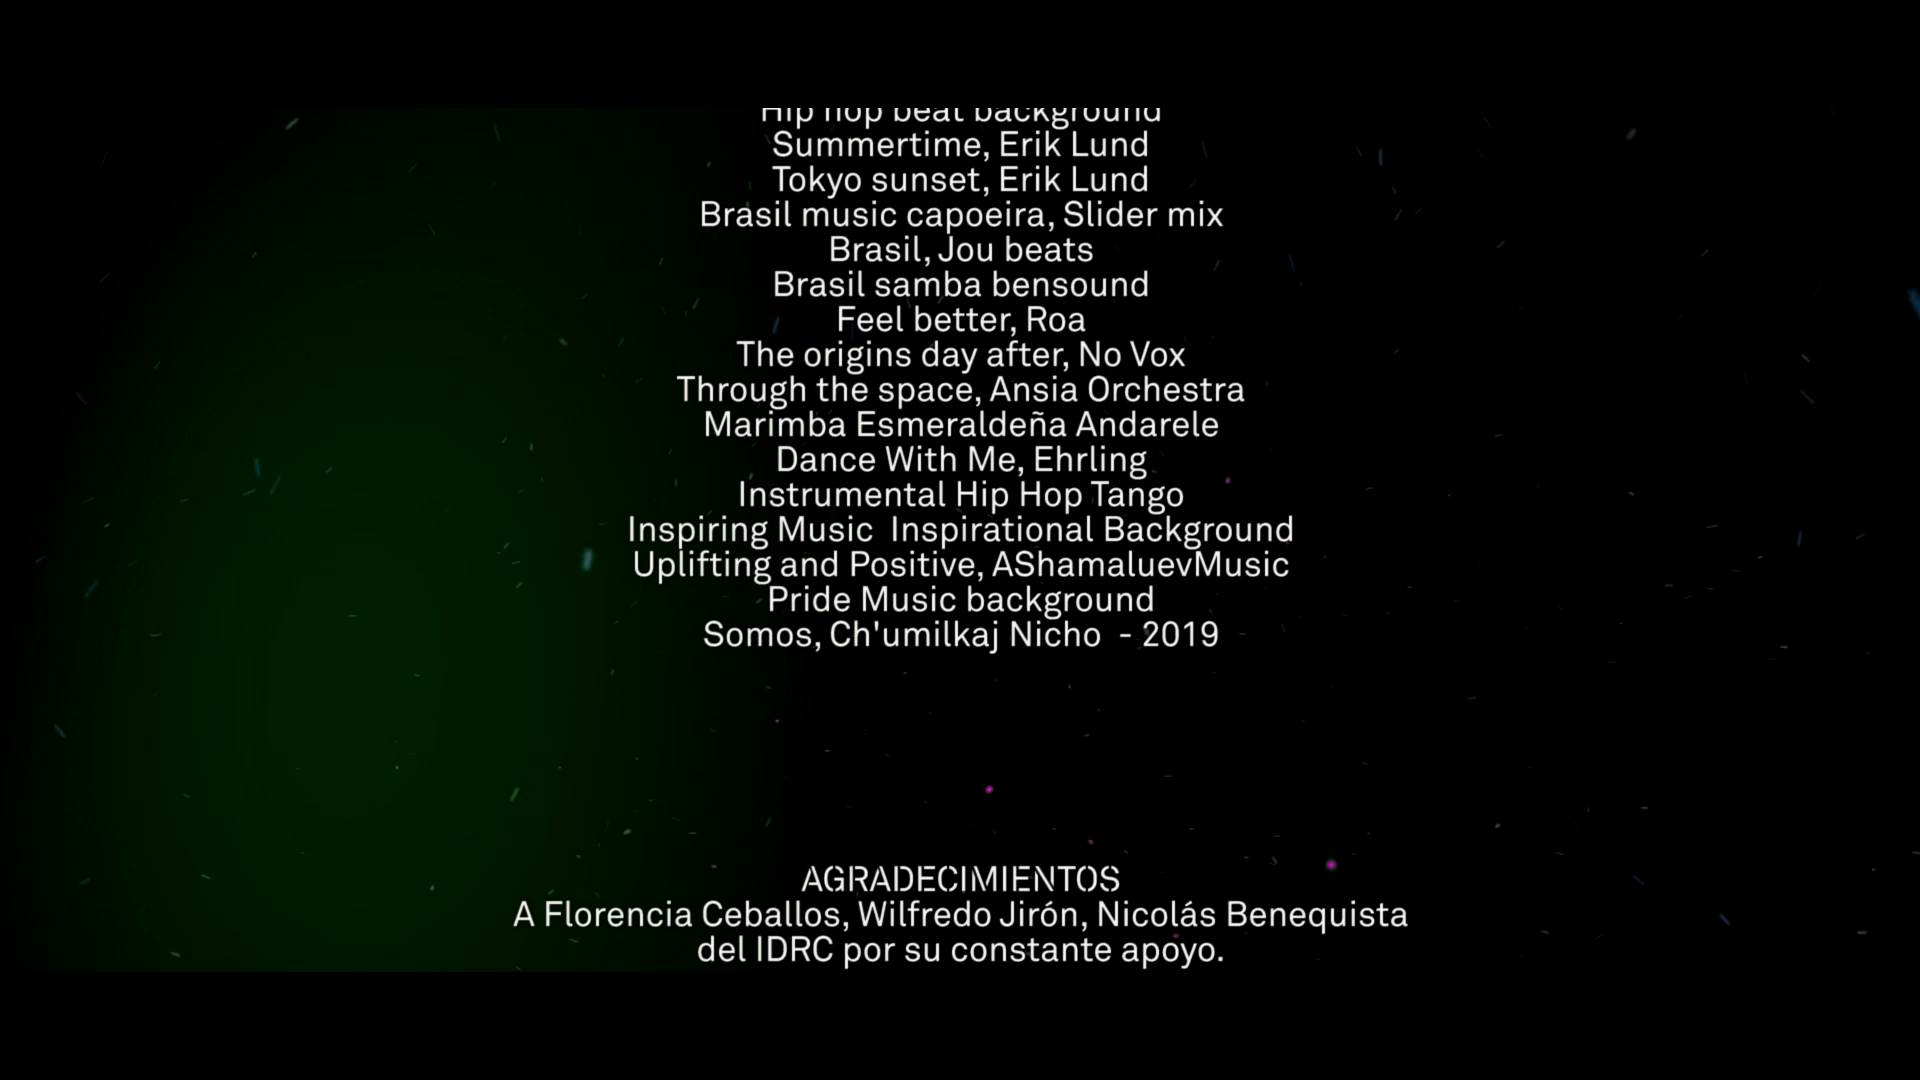 Hip hop beat background
Summertime, Erik Lund
Tokyo sunset, Erik Lund
Brasil music capoeira, Slider mix
Brasil, Jou beats
Brasil samba bensound
Feel better, Roa
The origins day after, No Vox
Through the space, Ansia Orchestra
Marimba Esmeraldeña Andarele
Dance With Me, Ehrling
Instrumental Hip Hop Tango
Inspiring Music  Inspirational Background
Uplifting and Positive, AShamaluevMusic
Pride Music background
Somos, Ch'umilkaj Nicho  - 2019
AGRADECIMIENTOS
A Florencia Ceballos, Wilfredo Jirón, Nicolás Benequista
del IDRC por su constante apoyo.